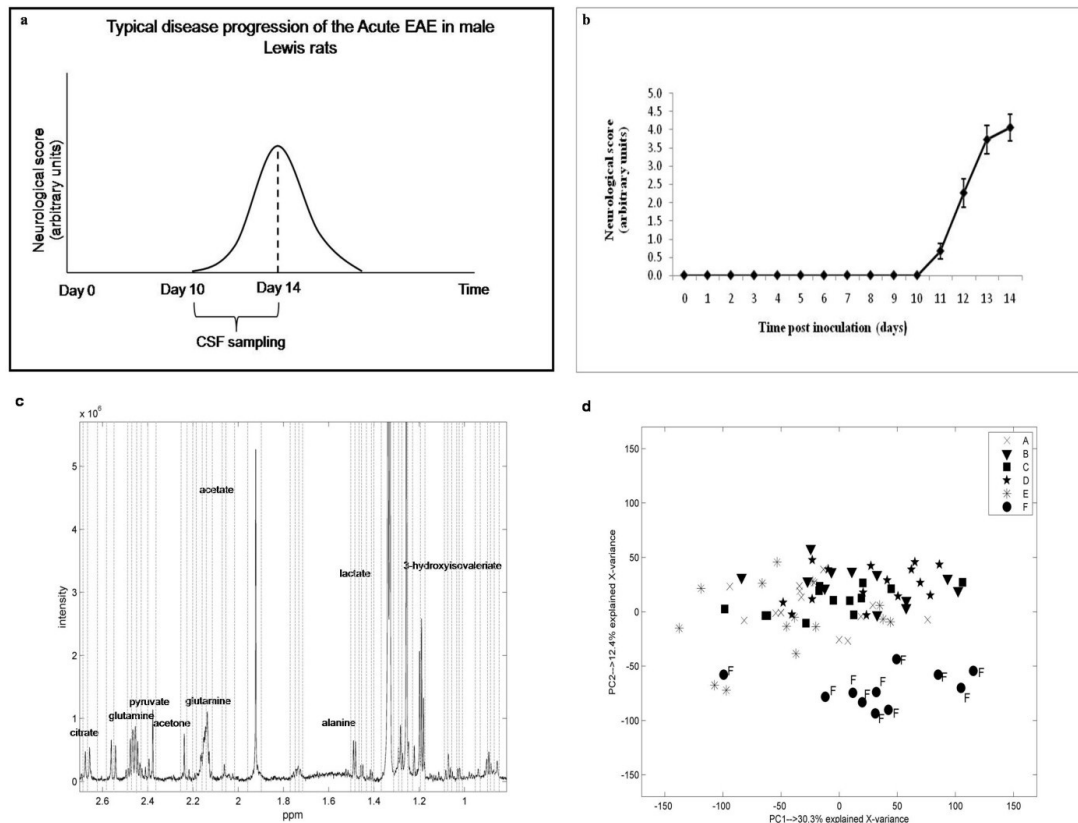 a
Typical disease progression of the Acute EAE in male
Lewis rats
Neurological score
(arbitrary units)
Day 0
Day 10
Day 14
Time
CSF sampling
b
Neurological score
(arbitrary units)
5.0
4.5
4.0
3.5
3.0
2.5
2.0
1.5
1.0
0.5
0.0
0 1 2 3 4 5 6 7 8 9 10 11 12 13 14
Time post inoculation (days)
c
x 10⁶
intensity
5
4
3
2
1
0
acetate
lactate
3-hydroxyisovaleriate
pyruvate
glutamine
glutamine
acetone
citrate
alanine
2.6 2.4 2.2 2 1.8 1.6 1.4 1.2 1
ppm
d
PC2-->12.4% explained X-variance
150
100
50
0
-50
-100
-150
A
B
C
D
E
F
F
F
F
F
F
F
F
F
F
F
F
-150 -100 -50 0 50 100 150
PC1-->30.3% explained X-variance